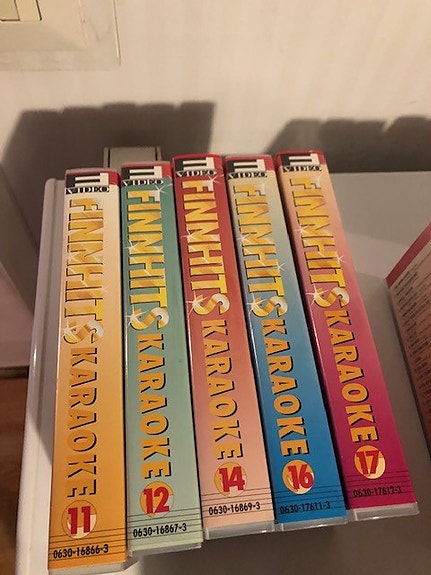 VIDEO
FINNHITS KARAOKE
11
0630-16866-3
VIDEO
FINNHITS KARAOKE
12
0630-16867-3
VIDEO
FINNHITS KARAOKE
14
0630-16869-3
VIDEO
FINNHITS KARAOKE
16
0630-17611-3
VIDEO
FINNHITS KARAOKE
17
0630-17612-3